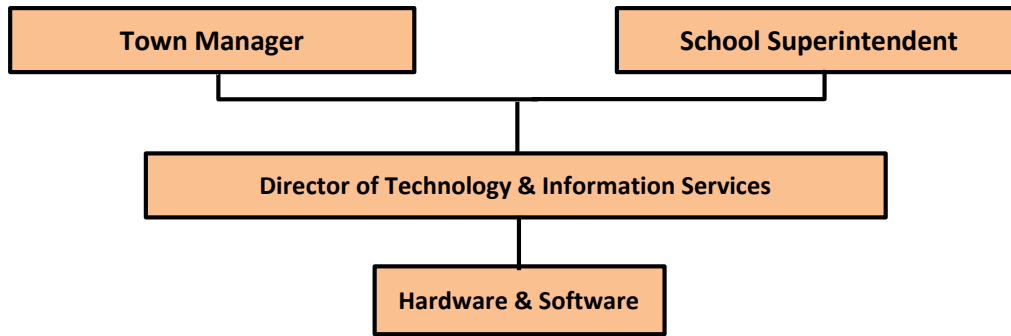 Town Manager
School Superintendent
Director of Technology & Information Services
Hardware & Software